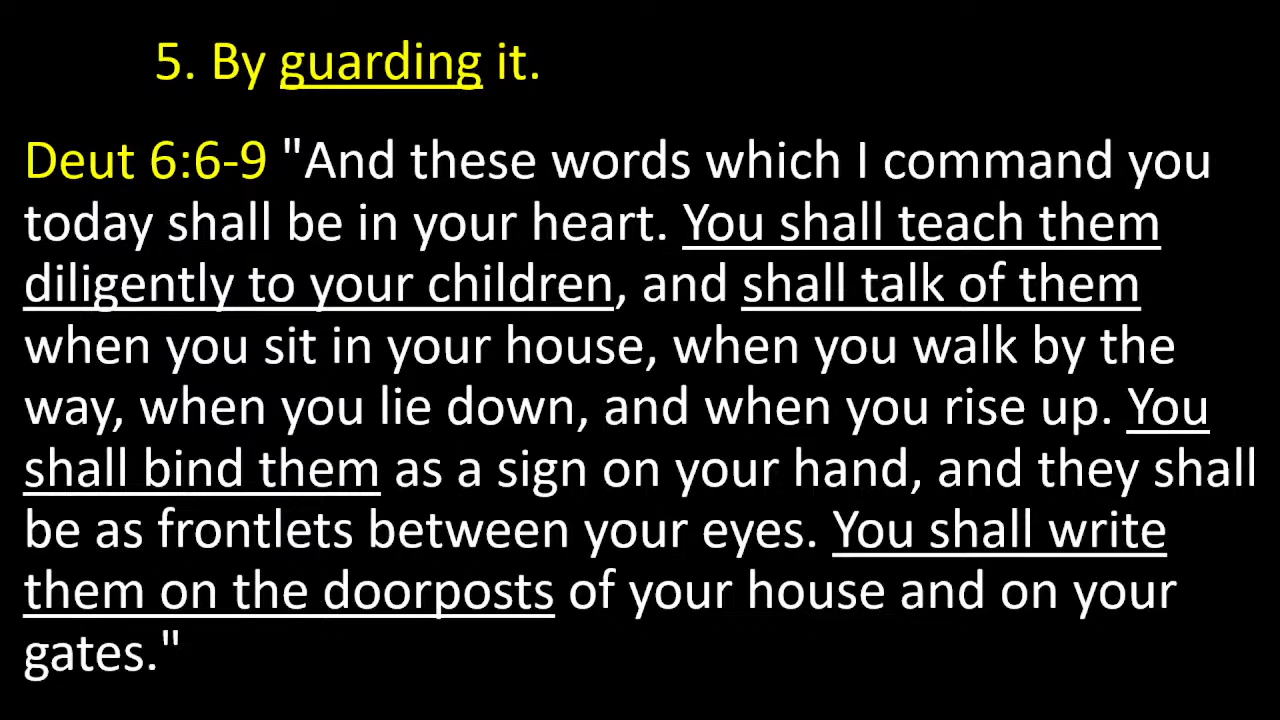 5. By guarding it.
Deut 6:6-9 "And these words which I command you
today shall be in your heart. You shall teach them
diligently to your children, and shall talk of them
when you sit in your house, when you walk by the
way, when you lie down, and when you rise up. You
shall bind them as a sign on your hand, and they shall
be as frontlets between your eyes. You shall write
them on the doorposts of your house and on your
gates."